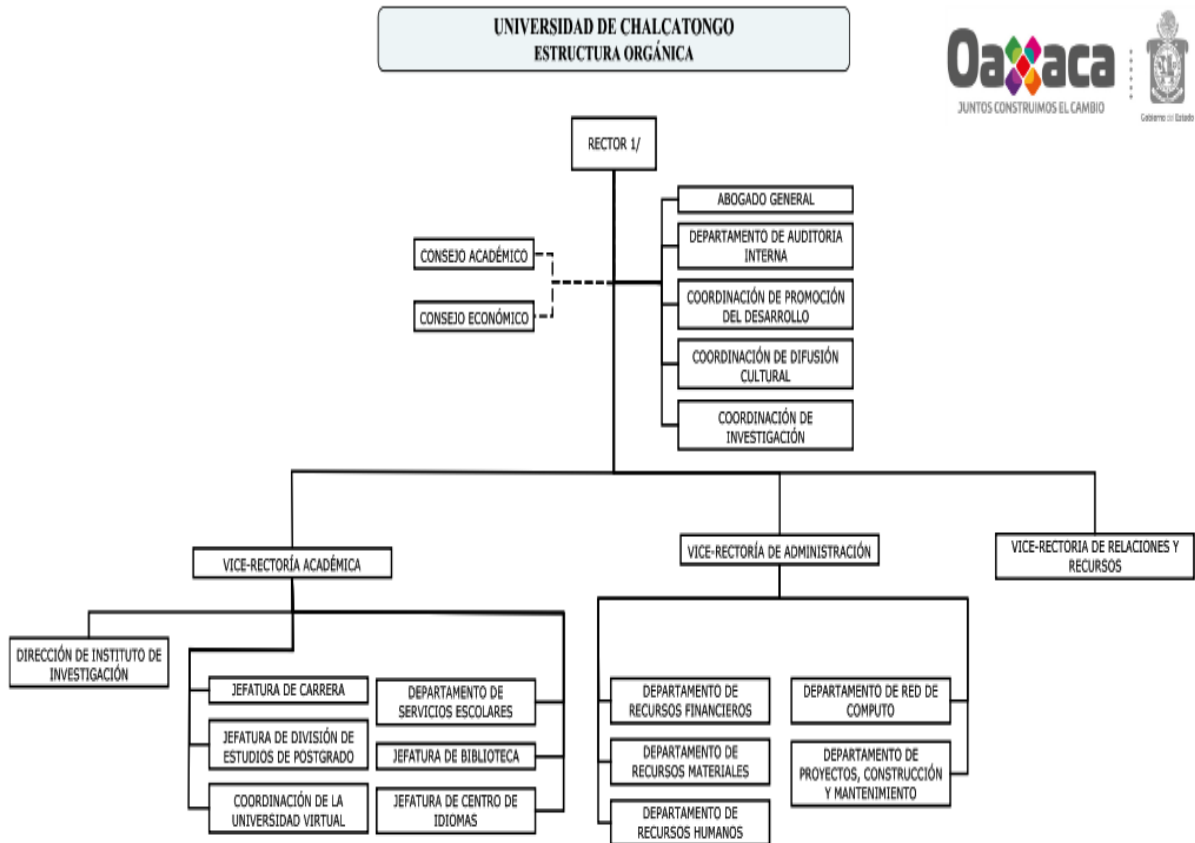 UNIVERSIDAD DE CHALCATONGO
ESTRUCTURA ORGÁNICA
Oaxaca
JUNTOS CONSTRUIMOS EL CAMBIO
Gobierno del Estado
RECTOR 1/
ABOGADO GENERAL
DEPARTAMENTO DE AUDITORIA
INTERNA
CONSEJO ACADÉMICO
COORDINACIÓN DE PROMOCIÓN
DEL DESARROLLO
CONSEJO ECONÓMICO
COORDINACIÓN DE DIFUSIÓN
CULTURAL
COORDINACIÓN DE
INVESTIGACIÓN
VICE-RECTORÍA ACADÉMICA
VICE-RECTORÍA DE ADMINISTRACIÓN
VICE-RECTORIA DE RELACIONES Y
RECURSOS
DIRECCIÓN DE INSTITUTO DE
INVESTIGACIÓN
JEFATURA DE CARRERA
JEFATURA DE DIVISIÓN DE
ESTUDIOS DE POSTGRADO
COORDINACIÓN DE LA
UNIVERSIDAD VIRTUAL
DEPARTAMENTO DE
SERVICIOS ESCOLARES
JEFATURA DE BIBLIOTECA
JEFATURA DE CENTRO DE
IDIOMAS
DEPARTAMENTO DE
RECURSOS FINANCIEROS
DEPARTAMENTO DE
RECURSOS MATERIALES
DEPARTAMENTO DE
RECURSOS HUMANOS
DEPARTAMENTO DE RED DE
COMPUTO
DEPARTAMENTO DE
PROYECTOS, CONSTRUCCIÓN
Y MANTENIMIENTO